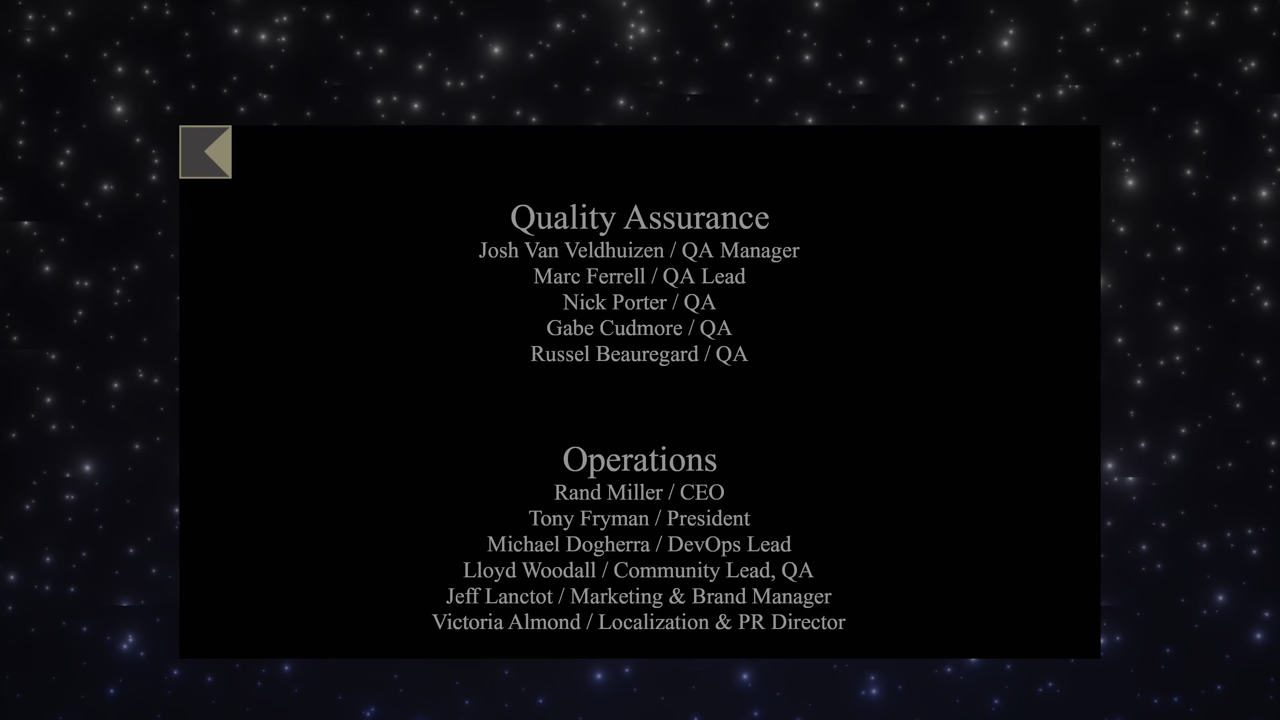 Quality Assurance
Josh Van Veldhuizen / QA Manager
Marc Ferrell / QA Lead
Nick Porter / QA
Gabe Cudmore / QA
Russel Beauregard / QA
Operations
Rand Miller / CEO
Tony Fryman / President
Michael Dogherra / DevOps Lead
Lloyd Woodall / Community Lead, QA
Jeff Lanctot / Marketing & Brand Manager
Victoria Almond / Localization & PR Director